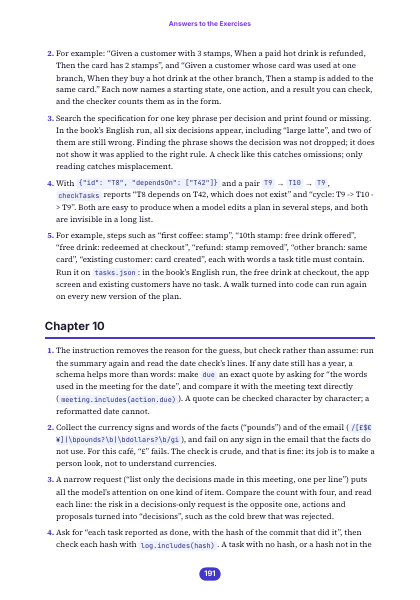 Answers to the Exercises
2. For example: “Given a customer with 3 stamps, When a paid hot drink is refunded,
Then the card has 2 stamps”, and “Given a customer whose card was used at one
branch, When they buy a hot drink at the other branch, Then a stamp is added to the
same card.” Each now names a starting state, one action, and a result you can check,
and the checker counts them as in the form.
3. Search the specification for one key phrase per decision and print found or missing.
In the book’s English run, all six decisions appear, including “large latte”, and two of
them are still wrong. Finding the phrase shows the decision was not dropped; it does
not show it was applied to the right rule. A check like this catches omissions; only
reading catches misplacement.
4. With {"id": "T8", "dependsOn": ["T42"]} and a pair T9 → T10 → T9 ,
checkTasks reports “T8 depends on T42, which does not exist” and “cycle: T9 -> T10 -
> T9”. Both are easy to produce when a model edits a plan in several steps, and both
are invisible in a long list.
5. For example, steps such as “first coffee: stamp”, “10th stamp: free drink offered”,
“free drink: redeemed at checkout”, “refund: stamp removed”, “other branch: same
card”, “existing customer: card created”, each with words a task title must contain.
Run it on tasks.json : in the book’s English run, the free drink at checkout, the app
screen and existing customers have no task. A walk turned into code can run again
on every new version of the plan.
Chapter 10
1. The instruction removes the reason for the guess, but check rather than assume: run
the summary again and read the date check’s lines. If any date still has a year, a
schema helps more than words: make due an exact quote by asking for “the words
used in the meeting for the date”, and compare it with the meeting text directly
( meeting.includes(action.due) ). A quote can be checked character by character; a
reformatted date cannot.
2. Collect the currency signs and words of the facts (“pounds”) and of the email ( /[£$€
¥]|\bpounds?\b|\bdollars?\b/gi ), and fail on any sign in the email that the facts do
not use. For this café, “£” fails. The check is crude, and that is fine: its job is to make a
person look, not to understand currencies.
3. A narrow request (“list only the decisions made in this meeting, one per line”) puts
all the model’s attention on one kind of item. Compare the count with four, and read
each line: the risk in a decisions-only request is the opposite one, actions and
proposals turned into “decisions”, such as the cold brew that was rejected.
4. Ask for “each task reported as done, with the hash of the commit that did it”, then
check each hash with log.includes(hash) . A task with no hash, or a hash not in the
191